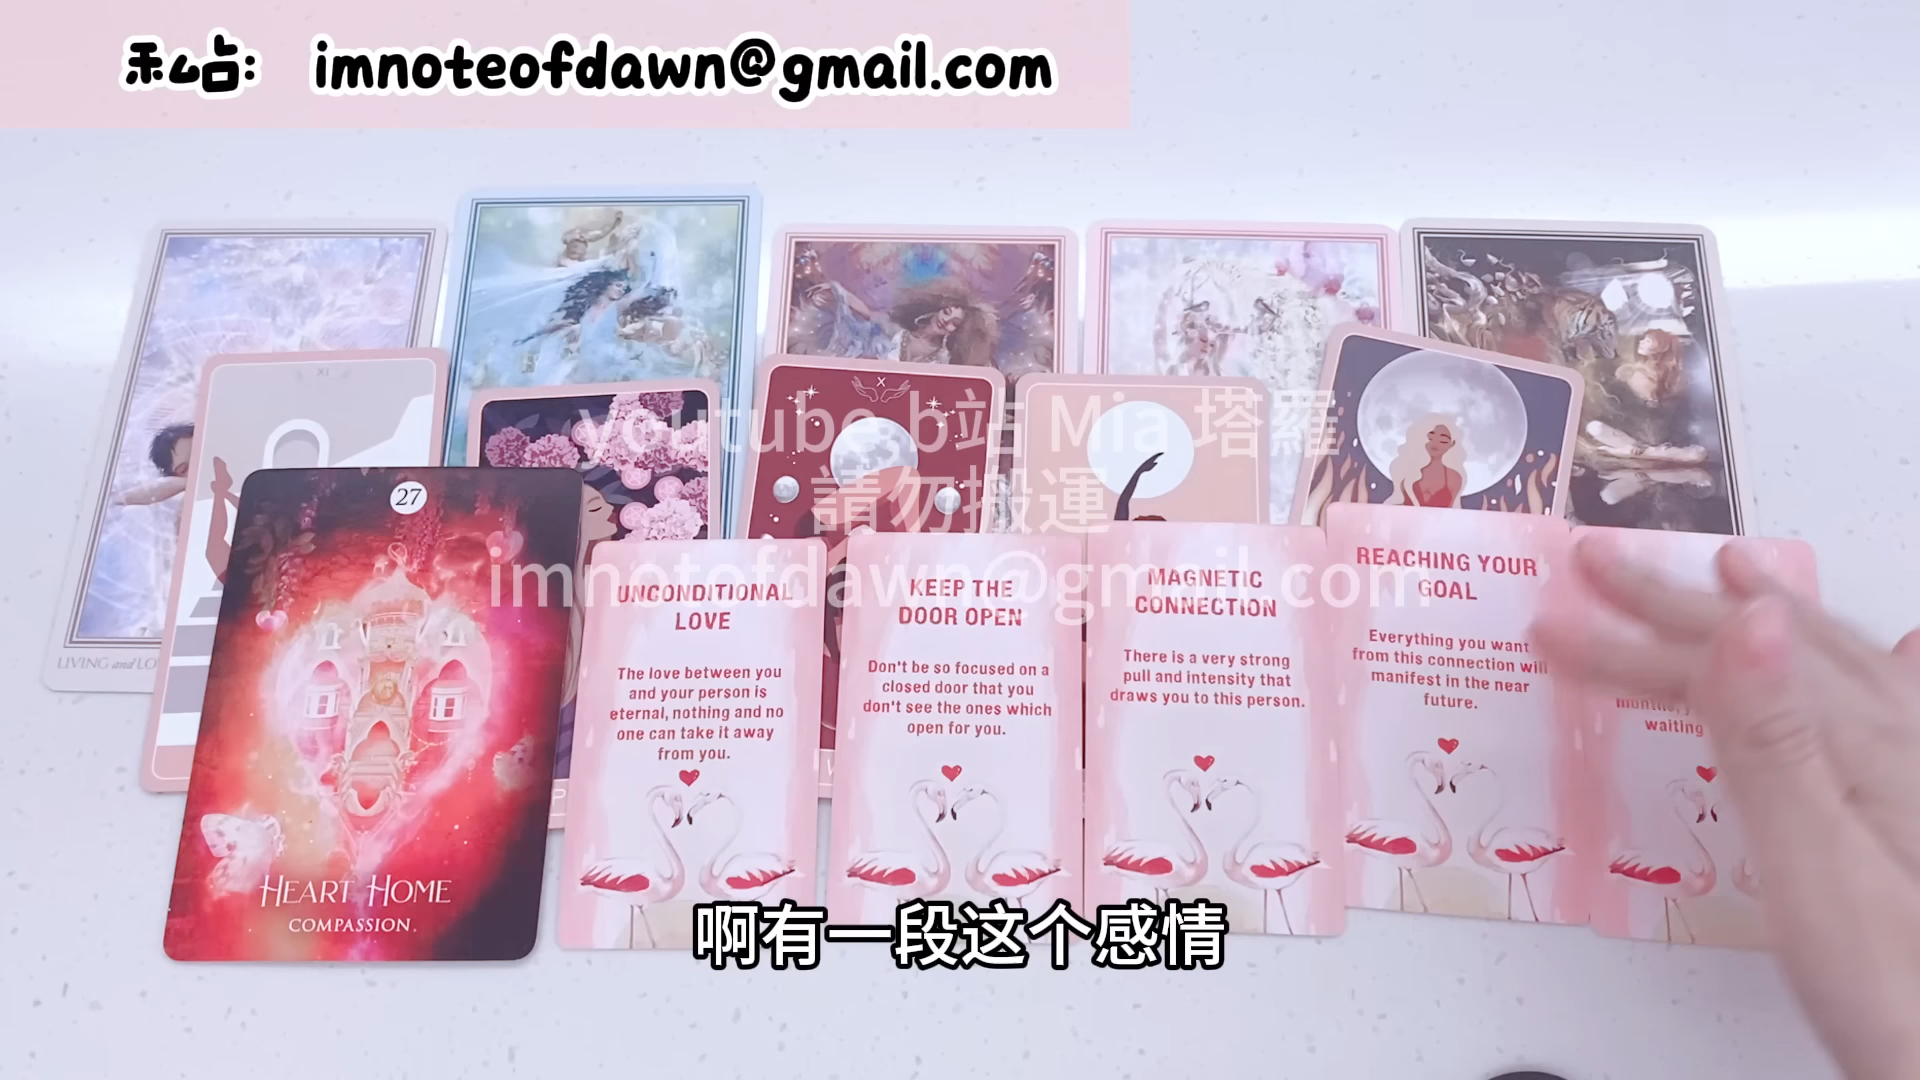 私占: imnoteofdawn@gmail.com
XI
X
youtube b站 Mia 塔羅
請勿搬運
imnotofdawn@gmail.com
LIVING and LO
27
HEART HOME
COMPASSION
UNCONDITIONAL
LOVE
The love between you
and your person is
eternal, nothing and no
one can take it away
from you.
KEEP THE
DOOR OPEN
Don't be so focused on a
closed door that you
don't see the ones which
open for you.
MAGNETIC
CONNECTION
There is a very strong
pull and intensity that
draws you to this person.
REACHING YOUR
GOAL
Everything you want
from this connection will
manifest in the near
future.
months,
waiting
啊有一段这个感情